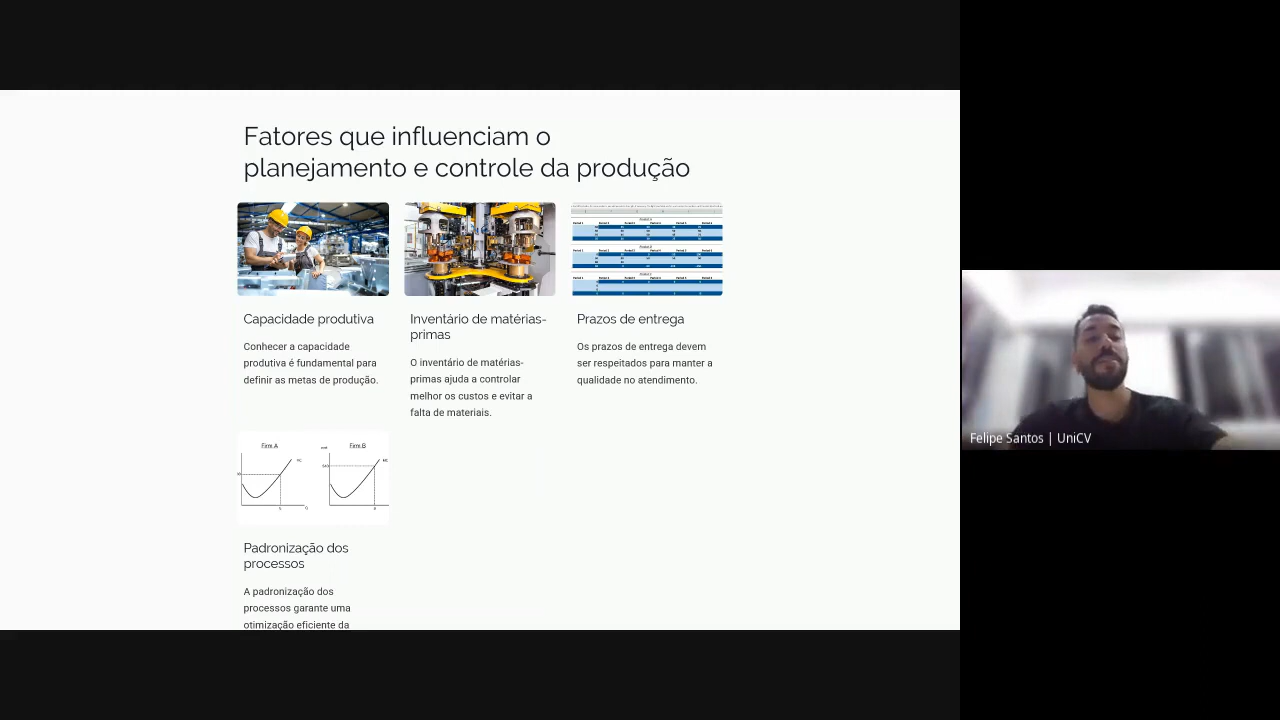 Fatores que influenciam o
planejamento e controle da produção
Capacidade produtiva
Conhecer a capacidade
produtiva é fundamental para
definir as metas de produção.
Inventário de matérias-
primas
O inventário de matérias-
primas ajuda a controlar
melhor os custos e evitar a
falta de materiais.
Prazos de entrega
Os prazos de entrega devem
ser respeitados para manter a
qualidade no atendimento.
Firm A
Firm B
Padronização dos
processos
A padronização dos
processos garante uma
otimização eficiente da
Felipe Santos | UniCV